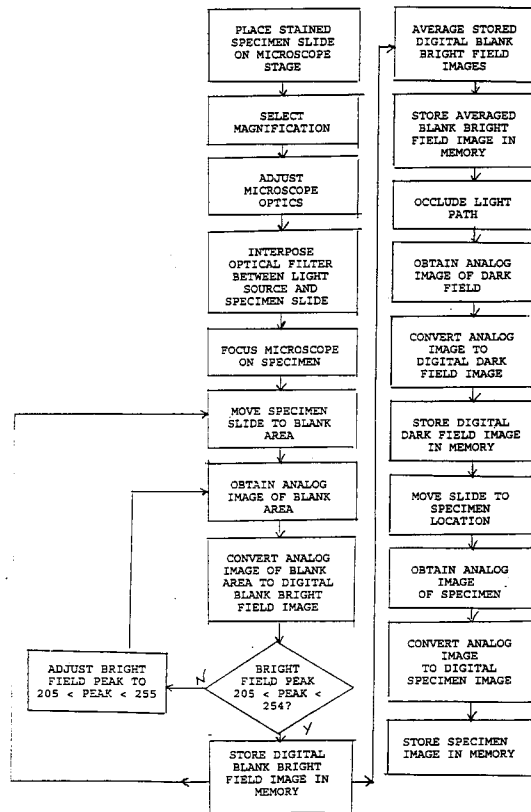 PLACE STAINED
SPECIMEN SLIDE
ON MICROSCOPE
STAGE
SELECT
MAGNIFICATION
ADJUST
MICROSCOPE
OPTICS
INTERPOSE
OPTICAL FILTER
BETWEEN LIGHT
SOURCE AND
SPECIMEN SLIDE
FOCUS MICROSCOPE
ON SPECIMEN
MOVE SPECIMEN
SLIDE TO BLANK
AREA
OBTAIN ANALOG
IMAGE OF BLANK
AREA
CONVERT ANALOG
IMAGE OF BLANK
AREA TO DIGITAL
BLANK BRIGHT
FIELD IMAGE
BRIGHT
FIELD PEAK
205 < PEAK <
254?
N
ADJUST BRIGHT
FIELD PEAK TO
205 < PEAK < 255
Y
STORE DIGITAL
BLANK BRIGHT
FIELD IMAGE IN
MEMORY
AVERAGE STORED
DIGITAL BLANK
BRIGHT FIELD
IMAGES
STORE AVERAGED
BLANK BRIGHT
FIELD IMAGE IN
MEMORY
OCCLUDE LIGHT
PATH
OBTAIN ANALOG
IMAGE OF DARK
FIELD
CONVERT ANALOG
IMAGE TO
DIGITAL DARK
FIELD IMAGE
STORE DIGITAL
DARK FIELD IMAGE
IN MEMORY
MOVE SLIDE TO
SPECIMEN
LOCATION
OBTAIN ANALOG
IMAGE
OF SPECIMEN
CONVERT ANALOG
IMAGE
TO DIGITAL
SPECIMEN IMAGE
STORE SPECIMEN
IMAGE IN MEMORY